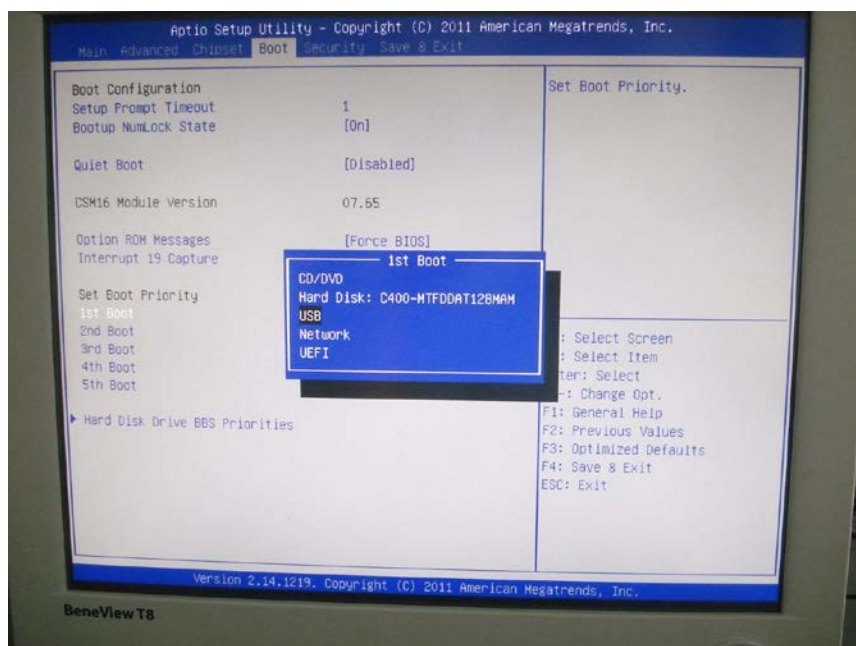 Aptio Setup Utility - Copyright (C) 2011 American Megatrends, Inc.
Main Advanced Chipset Boot Security Save & Exit
Boot Configuration
Setup Prompt Timeout 1
Bootup NumLock State [On]
Quiet Boot [Disabled]
CSM16 Module Version 07.65
Option ROM Messages [Force BIOS]
Interrupt 19 Capture
Set Boot Priority
1st Boot
2nd Boot
3rd Boot
4th Boot
5th Boot
Hard Disk Drive BBS Priorities
1st Boot
CD/DVD
Hard Disk: C400-MTFDDAT128MAM
USB
Network
UEFI
Set Boot Priority.
: Select Screen
: Select Item
ter: Select
-: Change Opt.
F1: General Help
F2: Previous Values
F3: Optimized Defaults
F4: Save & Exit
ESC: Exit
Version 2.14.1219. Copyright (C) 2011 American Megatrends, Inc.
BeneView T8